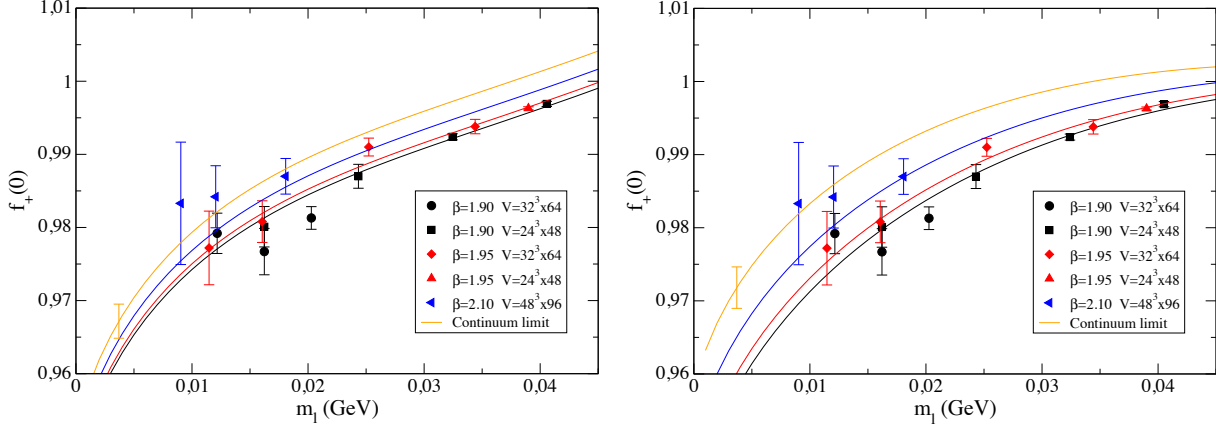 1,01
1
0,99
0,98
0,97
0,96
f₊(0)
0
0,01
0,02
0,03
0,04
m_l (GeV)
β=1.90 V=32³x64
β=1.90 V=24³x48
β=1.95 V=32³x64
β=1.95 V=24³x48
β=2.10 V=48³x96
Continuum limit
1,01
1
0,99
0,98
0,97
0,96
f₊(0)
0
0,01
0,02
0,03
0,04
m_l (GeV)
β=1.90 V=32³x64
β=1.90 V=24³x48
β=1.95 V=32³x64
β=1.95 V=24³x48
β=2.10 V=48³x96
Continuum limit